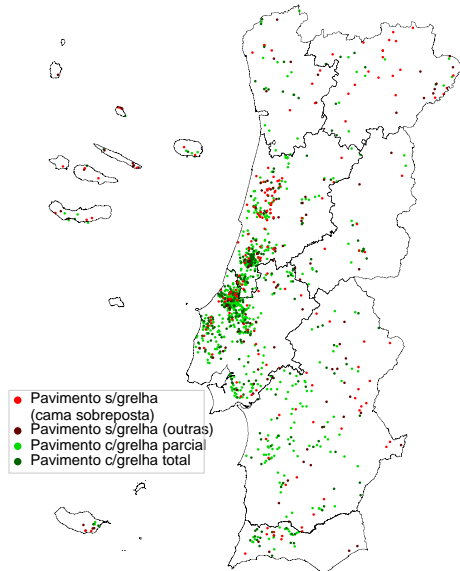 Pavimento s/grelha
(cama sobreposta)
Pavimento s/grelha (outras)
Pavimento c/grelha parcial
Pavimento c/grelha total